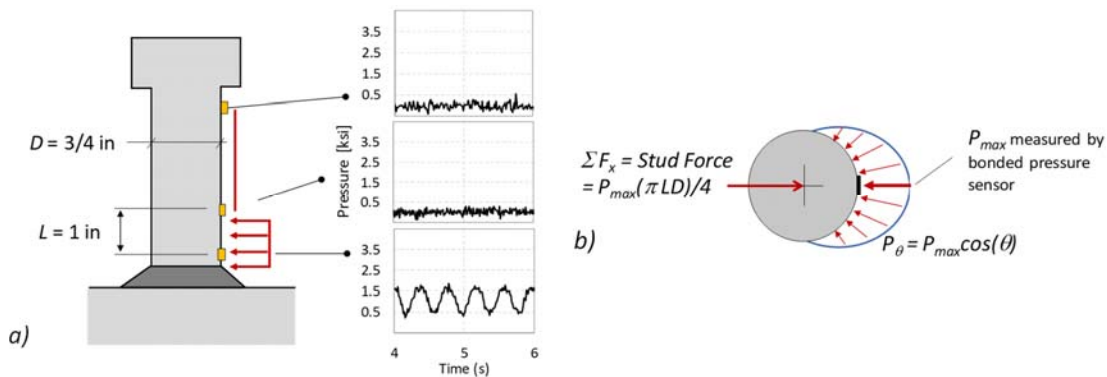 3.5
2.5
1.5
0.5
D = 3/4 in
3.5
2.5
1.5
0.5
Pressure [ksi]
L = 1 in
3.5
2.5
1.5
0.5
a)
4 5 6
Time (s)
ΣFₓ = Stud Force
= Pmax(π LD)/4
Pmax measured by
bonded pressure
sensor
b)
Pθ = Pmaxcos(θ)